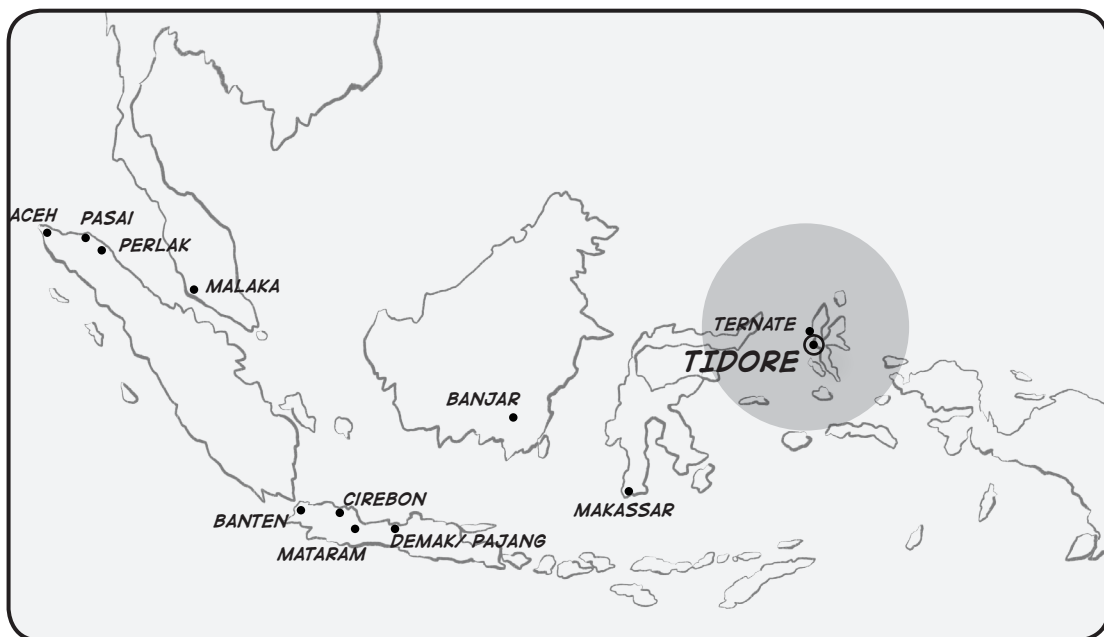 ACEH
PASAI
PERLAK
MALAKA
TERNATE
TIDORE
BANJAR
MAKASSAR
CIREBON
BANTEN
DEMAK/ PAJANG
MATARAM